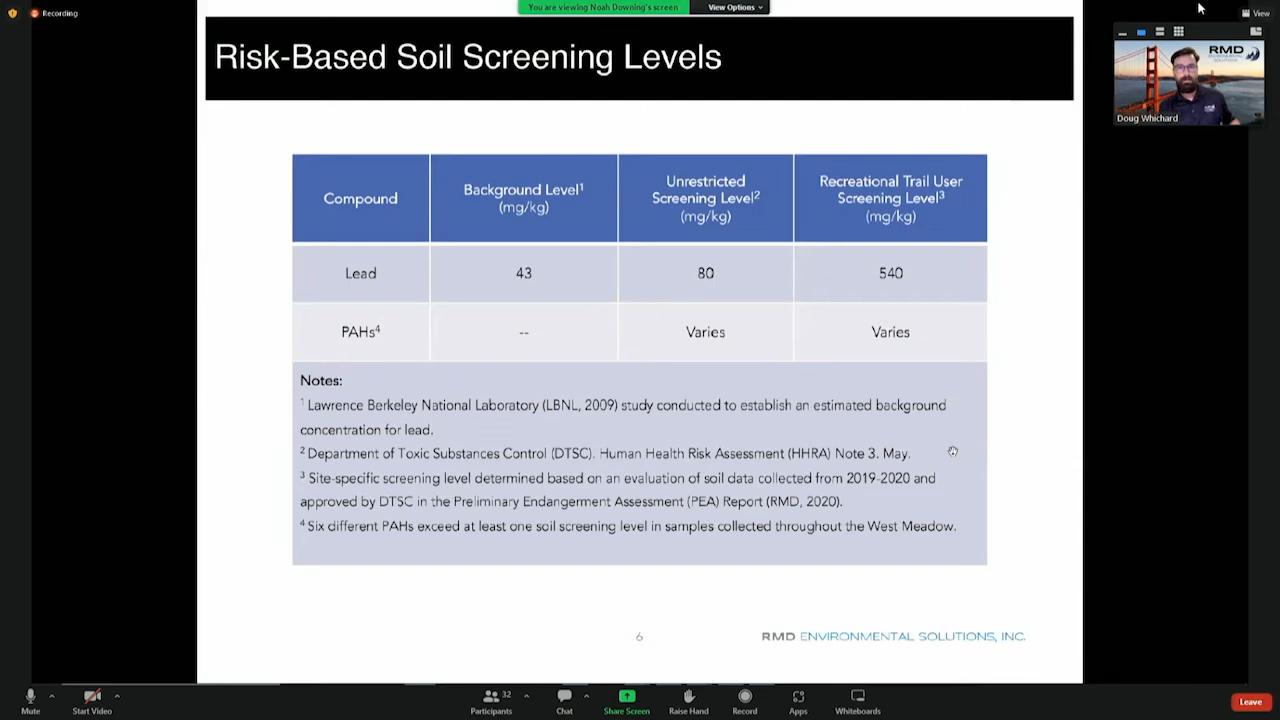 Recording
You are viewing Noah Downing's screen
View Options
View
Risk-Based Soil Screening Levels
RMD
Doug Whichard
Compound
Background Level¹
(mg/kg)
Unrestricted
Screening Level²
(mg/kg)
Recreational Trail User
Screening Level³
(mg/kg)
Lead
43
80
540
PAHs⁴
--
Varies
Varies
Notes:
¹ Lawrence Berkeley National Laboratory (LBNL, 2009) study conducted to establish an estimated background
concentration for lead.
² Department of Toxic Substances Control (DTSC). Human Health Risk Assessment (HHRA) Note 3. May.
³ Site-specific screening level determined based on an evaluation of soil data collected from 2019-2020 and
approved by DTSC in the Preliminary Endangerment Assessment (PEA) Report (RMD, 2020).
⁴ Six different PAHs exceed at least one soil screening level in samples collected throughout the West Meadow.
6
RMD ENVIRONMENTAL SOLUTIONS, INC.
Mute
Start Video
32
Participants
Chat
Share Screen
Raise Hand
Record
Apps
Whiteboards
Leave